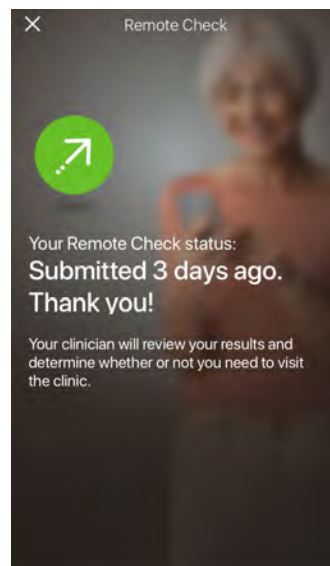 Remote Check
Your Remote Check status:
Submitted 3 days ago.
Thank you!
Your clinician will review your results and
determine whether or not you need to visit
the clinic.